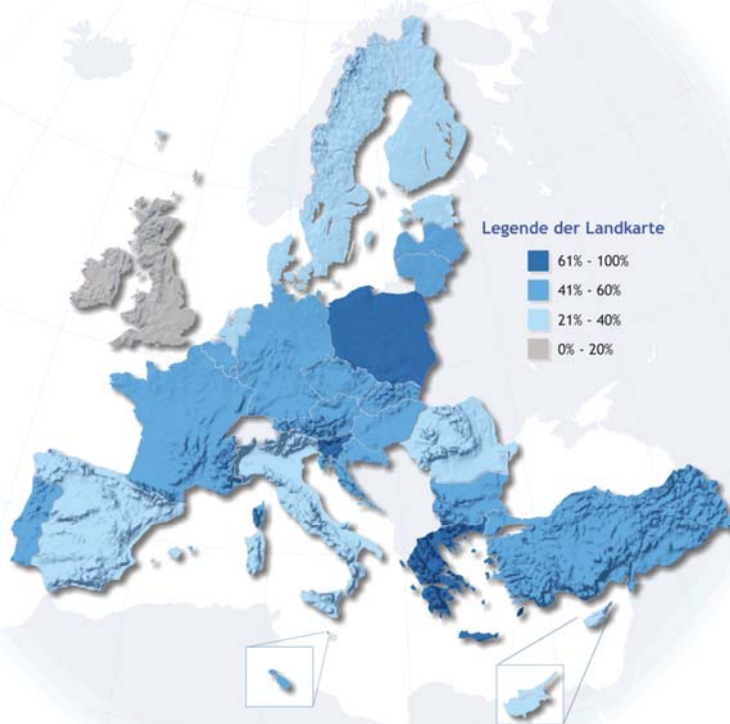 Legende der Landkarte
61% - 100%
41% - 60%
21% - 40%
0% - 20%